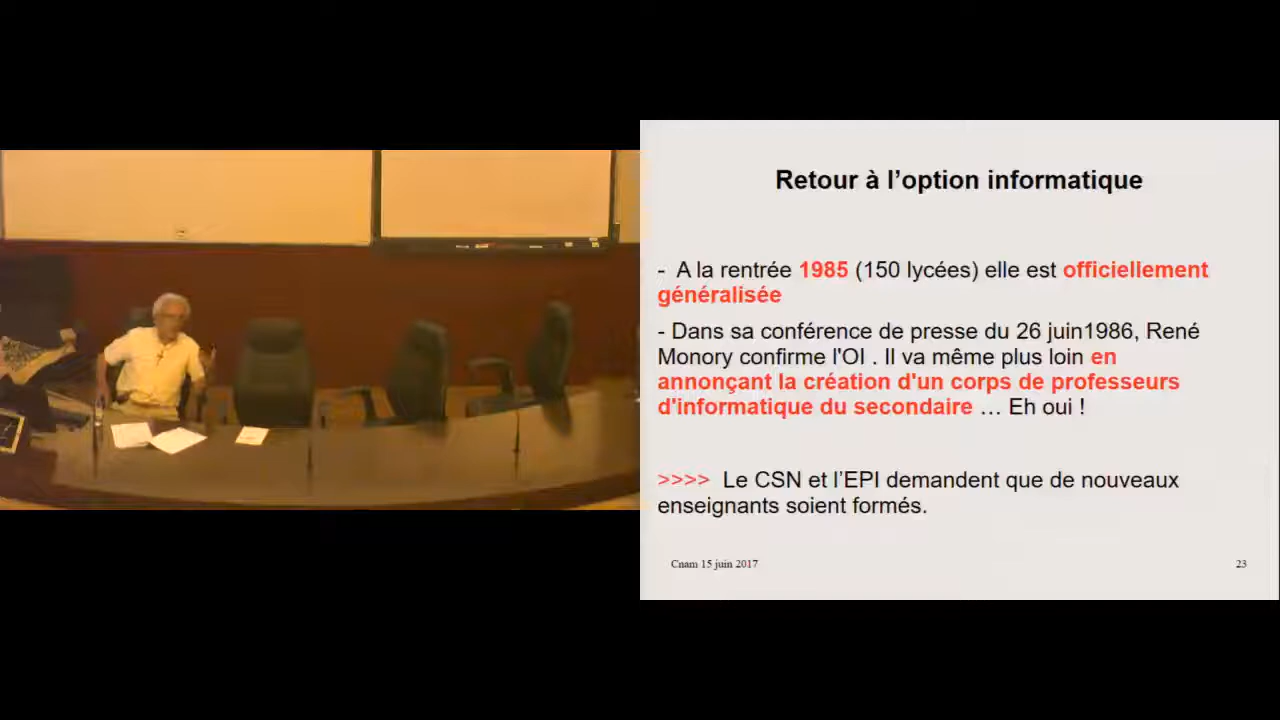 Retour à l’option informatique
- A la rentrée 1985 (150 lycées) elle est officiellement
généralisée
- Dans sa conférence de presse du 26 juin1986, René
Monory confirme l'OI . Il va même plus loin en
annonçant la création d'un corps de professeurs
d'informatique du secondaire … Eh oui !
>>>> Le CSN et l’EPI demandent que de nouveaux
enseignants soient formés.
Cnam 15 juin 2017
23